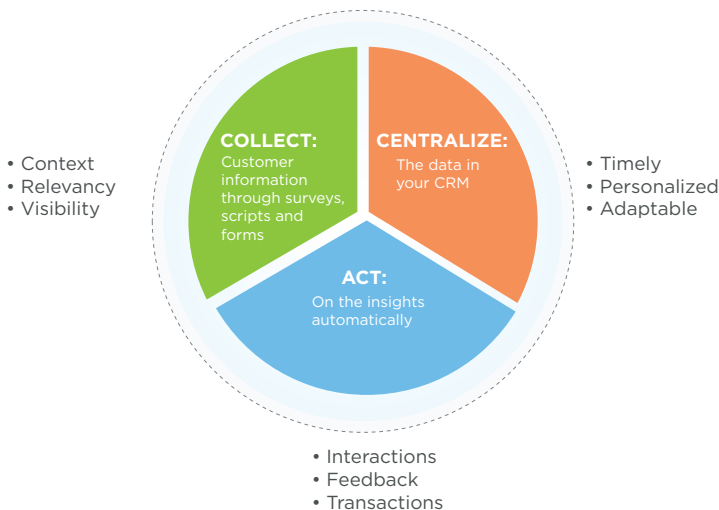 • Context
• Relevancy
• Visibility
COLLECT:
Customer
information
through surveys,
scripts and
forms
CENTRALIZE:
The data in
your CRM
• Timely
• Personalized
• Adaptable
ACT:
On the insights
automatically
• Interactions
• Feedback
• Transactions